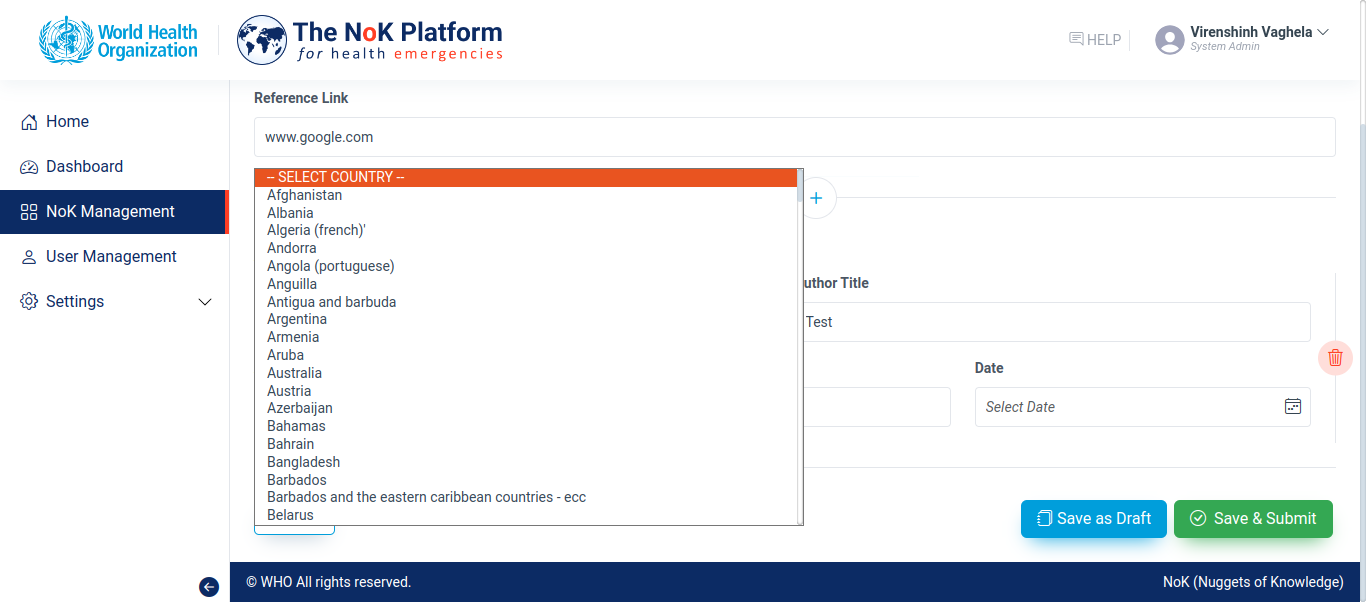 World Health
Organization
The NoK Platform
for health emergencies
HELP
Virenshinh Vaghela
System Admin
Home
Dashboard
NoK Management
User Management
Settings
Reference Link
www.google.com
-- SELECT COUNTRY --
Afghanistan
Albania
Algeria (french)'
Andorra
Angola (portuguese)
Anguilla
Antigua and barbuda
Argentina
Armenia
Aruba
Australia
Austria
Azerbaijan
Bahamas
Bahrain
Bangladesh
Barbados
Barbados and the eastern caribbean countries - ecc
Belarus
uthor Title
Test
Date
Select Date
Save as Draft
Save & Submit
© WHO All rights reserved.
NoK (Nuggets of Knowledge)